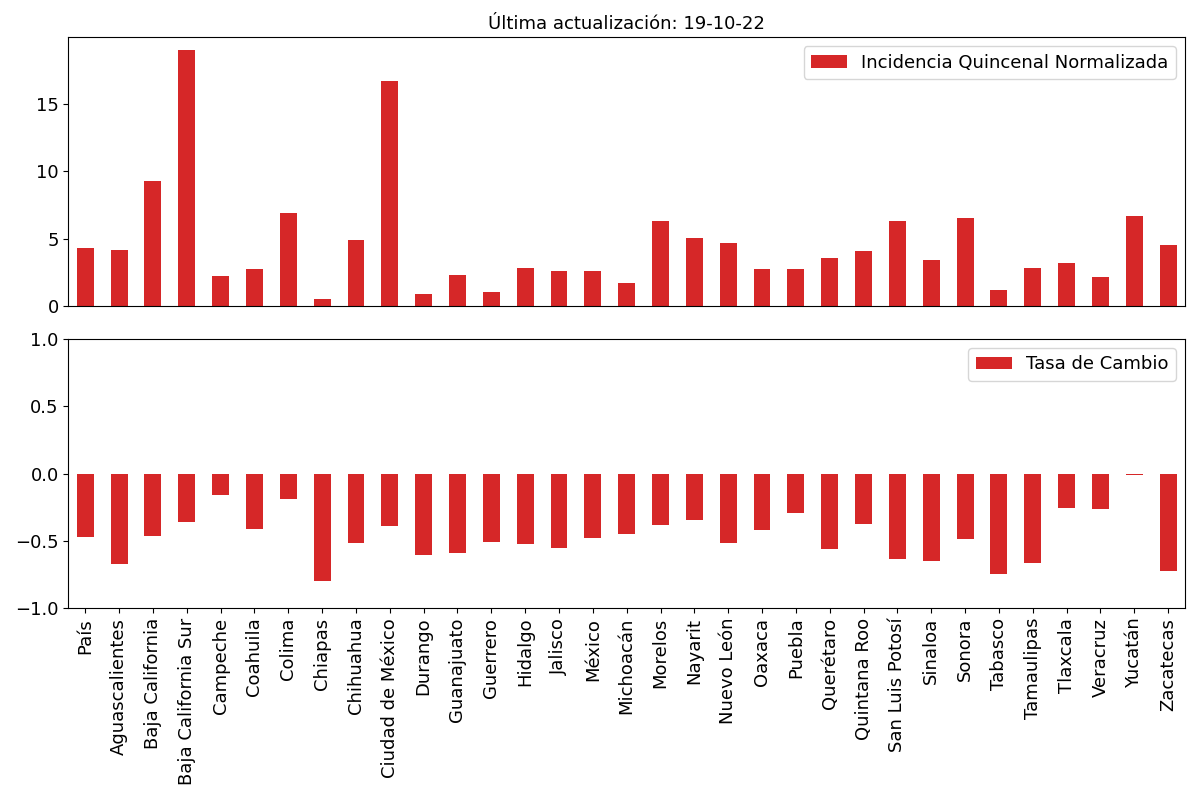 Última actualización: 19-10-22
Incidencia Quincenal Normalizada
15
10
5
0
Tasa de Cambio
1.0
0.5
0.0
−0.5
−1.0
País
Aguascalientes
Baja California
Baja California Sur
Campeche
Coahuila
Colima
Chiapas
Chihuahua
Ciudad de México
Durango
Guanajuato
Guerrero
Hidalgo
Jalisco
México
Michoacán
Morelos
Nayarit
Nuevo León
Oaxaca
Puebla
Querétaro
Quintana Roo
San Luis Potosí
Sinaloa
Sonora
Tabasco
Tamaulipas
Tlaxcala
Veracruz
Yucatán
Zacatecas